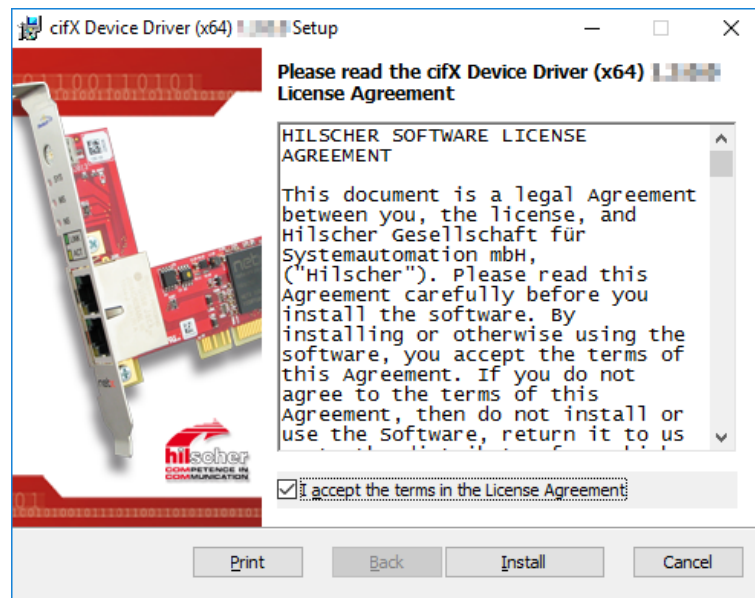 cifX Device Driver (x64) Setup
Please read the cifX Device Driver (x64)
License Agreement
HILSCHER SOFTWARE LICENSE
AGREEMENT
This document is a legal Agreement
between you, the license, and
Hilscher Gesellschaft für
Systemautomation mbH,
("Hilscher"). Please read this
Agreement carefully before you
install the software. By
installing or otherwise using the
software, you accept the terms of
this Agreement. If you do not
agree to the terms of this
Agreement, then do not install or
use the Software, return it to us
SYS
LINK
ACT
hilscher
COMPETENCE IN
COMMUNICATION
I accept the terms in the License Agreement
Print
Back
Install
Cancel